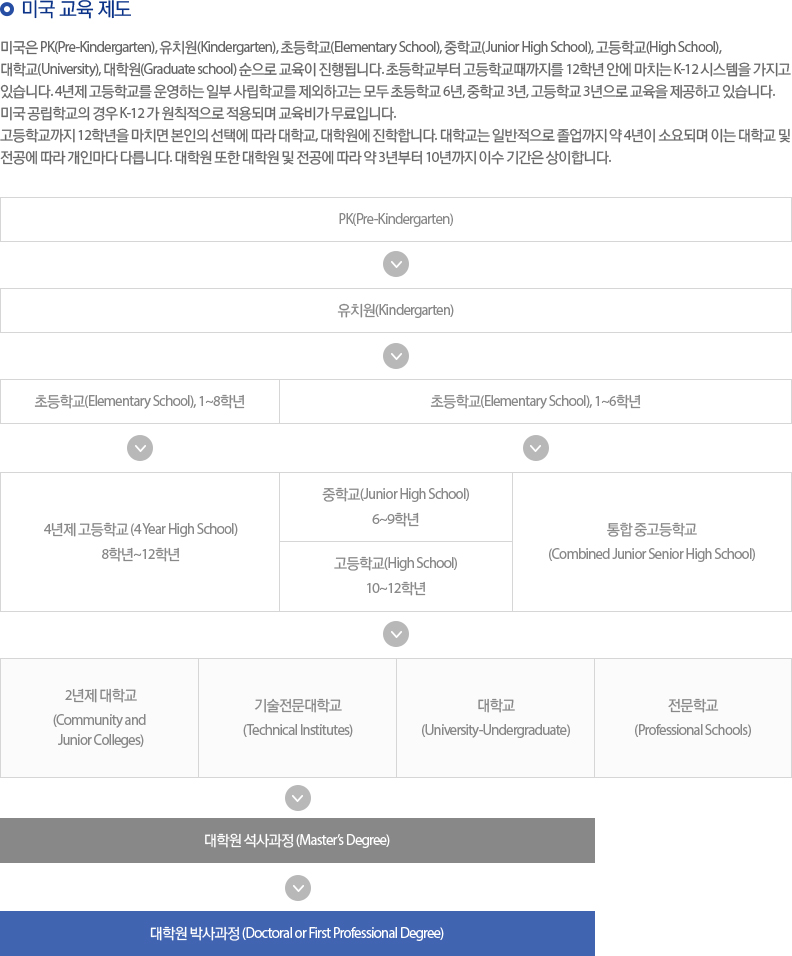 미국 교육 제도
미국은 PK(Pre-Kindergarten), 유치원(Kindergarten), 초등학교(Elementary School), 중학교(Junior High School), 고등학교(High School),
대학교(University), 대학원(Graduate school) 순으로 교육이 진행됩니다. 초등학교부터 고등학교때까지를 12학년 안에 마치는 K-12 시스템을 가지고
있습니다. 4년제 고등학교를 운영하는 일부 사립학교를 제외하고는 모두 초등학교 6년, 중학교 3년, 고등학교 3년으로 교육을 제공하고 있습니다.
미국 공립학교의 경우 K-12 가 원칙적으로 적용되며 교육비가 무료입니다.
고등학교까지 12학년을 마치면 본인의 선택에 따라 대학교, 대학원에 진학합니다. 대학교는 일반적으로 졸업까지 약 4년이 소요되며 이는 대학교 및
전공에 따라 개인마다 다릅니다. 대학원 또한 대학원 및 전공에 따라 약 3년부터 10년까지 이수 기간은 상이합니다.
PK(Pre-Kindergarten)
유치원(Kindergarten)
초등학교(Elementary School), 1~8학년
초등학교(Elementary School), 1~6학년
4년제 고등학교 (4 Year High School)
8학년~12학년
중학교(Junior High School)
6~9학년
고등학교(High School)
10~12학년
통합 중고등학교
(Combined Junior Senior High School)
2년제 대학교
(Community and
Junior Colleges)
기술전문대학교
(Technical Institutes)
대학교
(University-Undergraduate)
전문학교
(Professional Schools)
대학원 석사과정 (Master's Degree)
대학원 박사과정 (Doctoral or First Professional Degree)